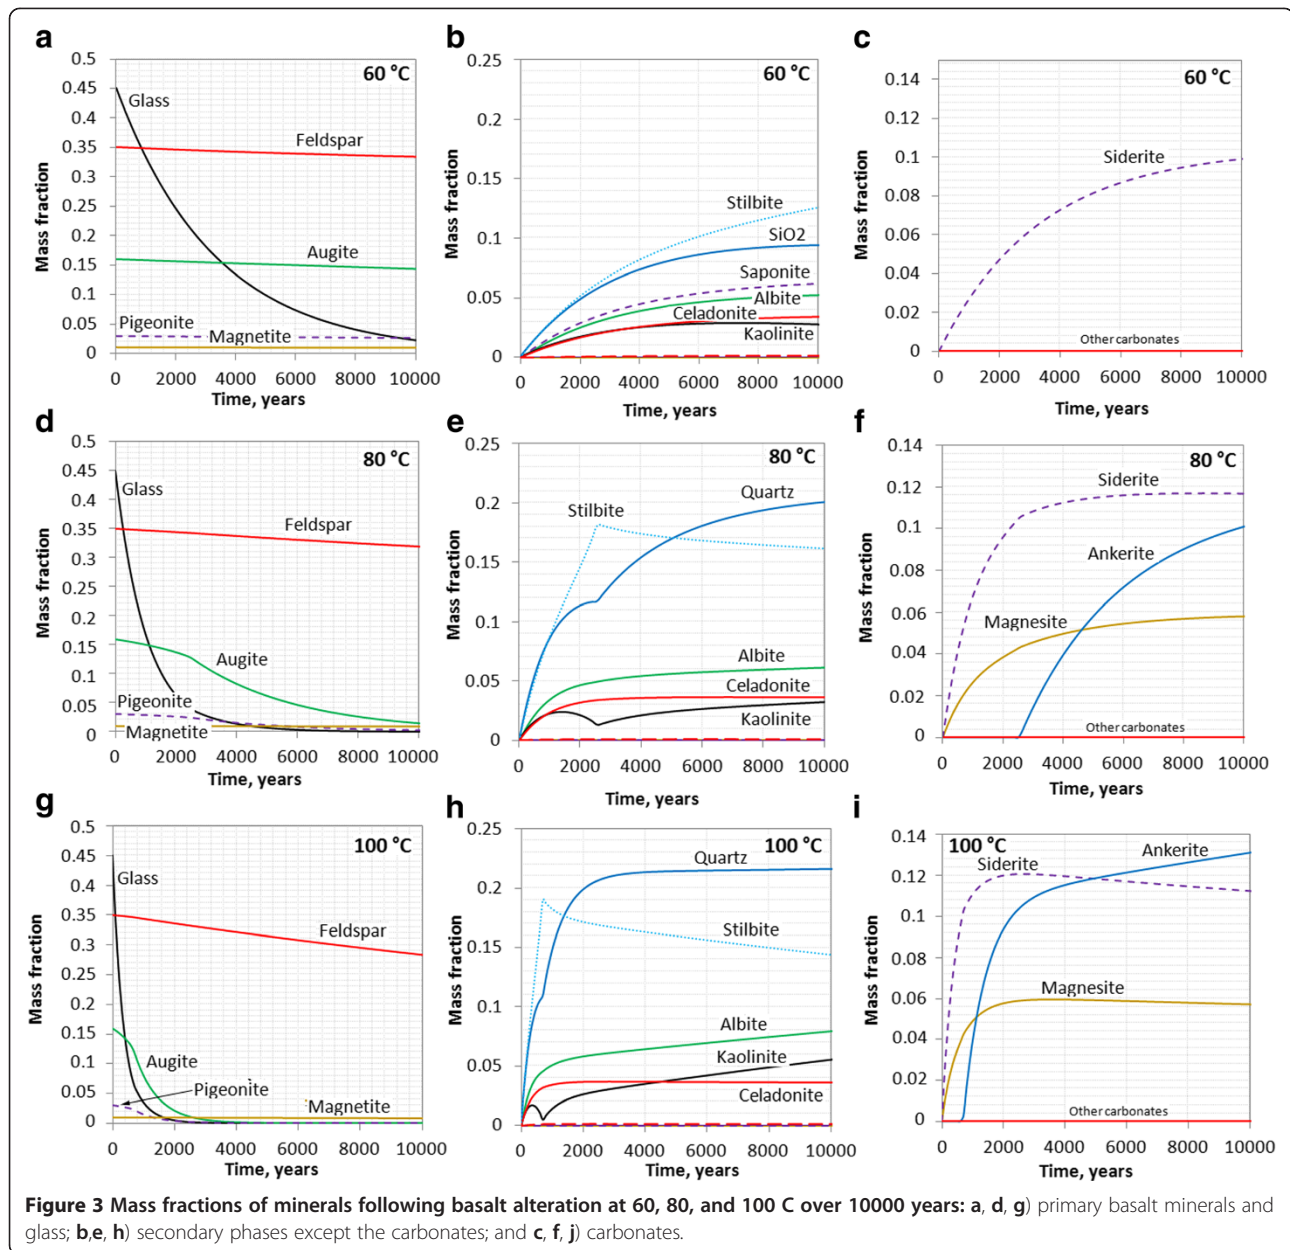 a
0.5
60 °C
0.45
Glass
0.4
0.35
Feldspar
0.3
0.25
0.2
Augite
0.15
0.1
0.05
Pigeonite
Magnetite
0
0 2000 4000 6000 8000 10000
Mass fraction
Time, years
b
0.25
60 °C
0.2
0.15
Stilbite
SiO2
0.1
Saponite
Albite
0.05
Celadonite
Kaolinite
0
0 2000 4000 6000 8000 10000
Mass fraction
Time, years
c
0.14
60 °C
0.12
0.1
Siderite
0.08
0.06
0.04
0.02
Other carbonates
0
0 2000 4000 6000 8000 10000
Mass fraction
Time, years
d
0.5
80 °C
0.45
Glass
0.4
0.35
Feldspar
0.3
0.25
0.2
0.15
Augite
0.1
0.05
Pigeonite
Magnetite
0
0 2000 4000 6000 8000 10000
Mass fraction
Time, years
e
0.25
80 °C
0.2
Quartz
Stilbite
0.15
0.1
Albite
0.05
Celadonite
Kaolinite
0
0 2000 4000 6000 8000 10000
Mass fraction
Time, years
f
0.14
80 °C
Siderite
0.12
0.1
Ankerite
0.08
0.06
Magnesite
0.04
0.02
Other carbonates
0
0 2000 4000 6000 8000 10000
Mass fraction
Time, years
g
0.5
100 °C
0.45
Glass
0.4
0.35
Feldspar
0.3
0.25
0.2
0.15
0.1
Augite
0.05
Pigeonite
Magnetite
0
0 2000 4000 6000 8000 10000
Mass fraction
Time, years
h
0.25
100 °C
Quartz
0.2
Stilbite
0.15
0.1
Albite
0.05
Kaolinite
Celadonite
0
0 2000 4000 6000 8000 10000
Mass fraction
Time, years
i
0.14
100 °C
Ankerite
Siderite
0.12
0.1
0.08
0.06
Magnesite
0.04
0.02
Other carbonates
0
0 2000 4000 6000 8000 10000
Mass fraction
Time, years
Figure 3 Mass fractions of minerals following basalt alteration at 60, 80, and 100 C over 10000 years: a, d, g) primary basalt minerals and
glass; b,e, h) secondary phases except the carbonates; and c, f, j) carbonates.